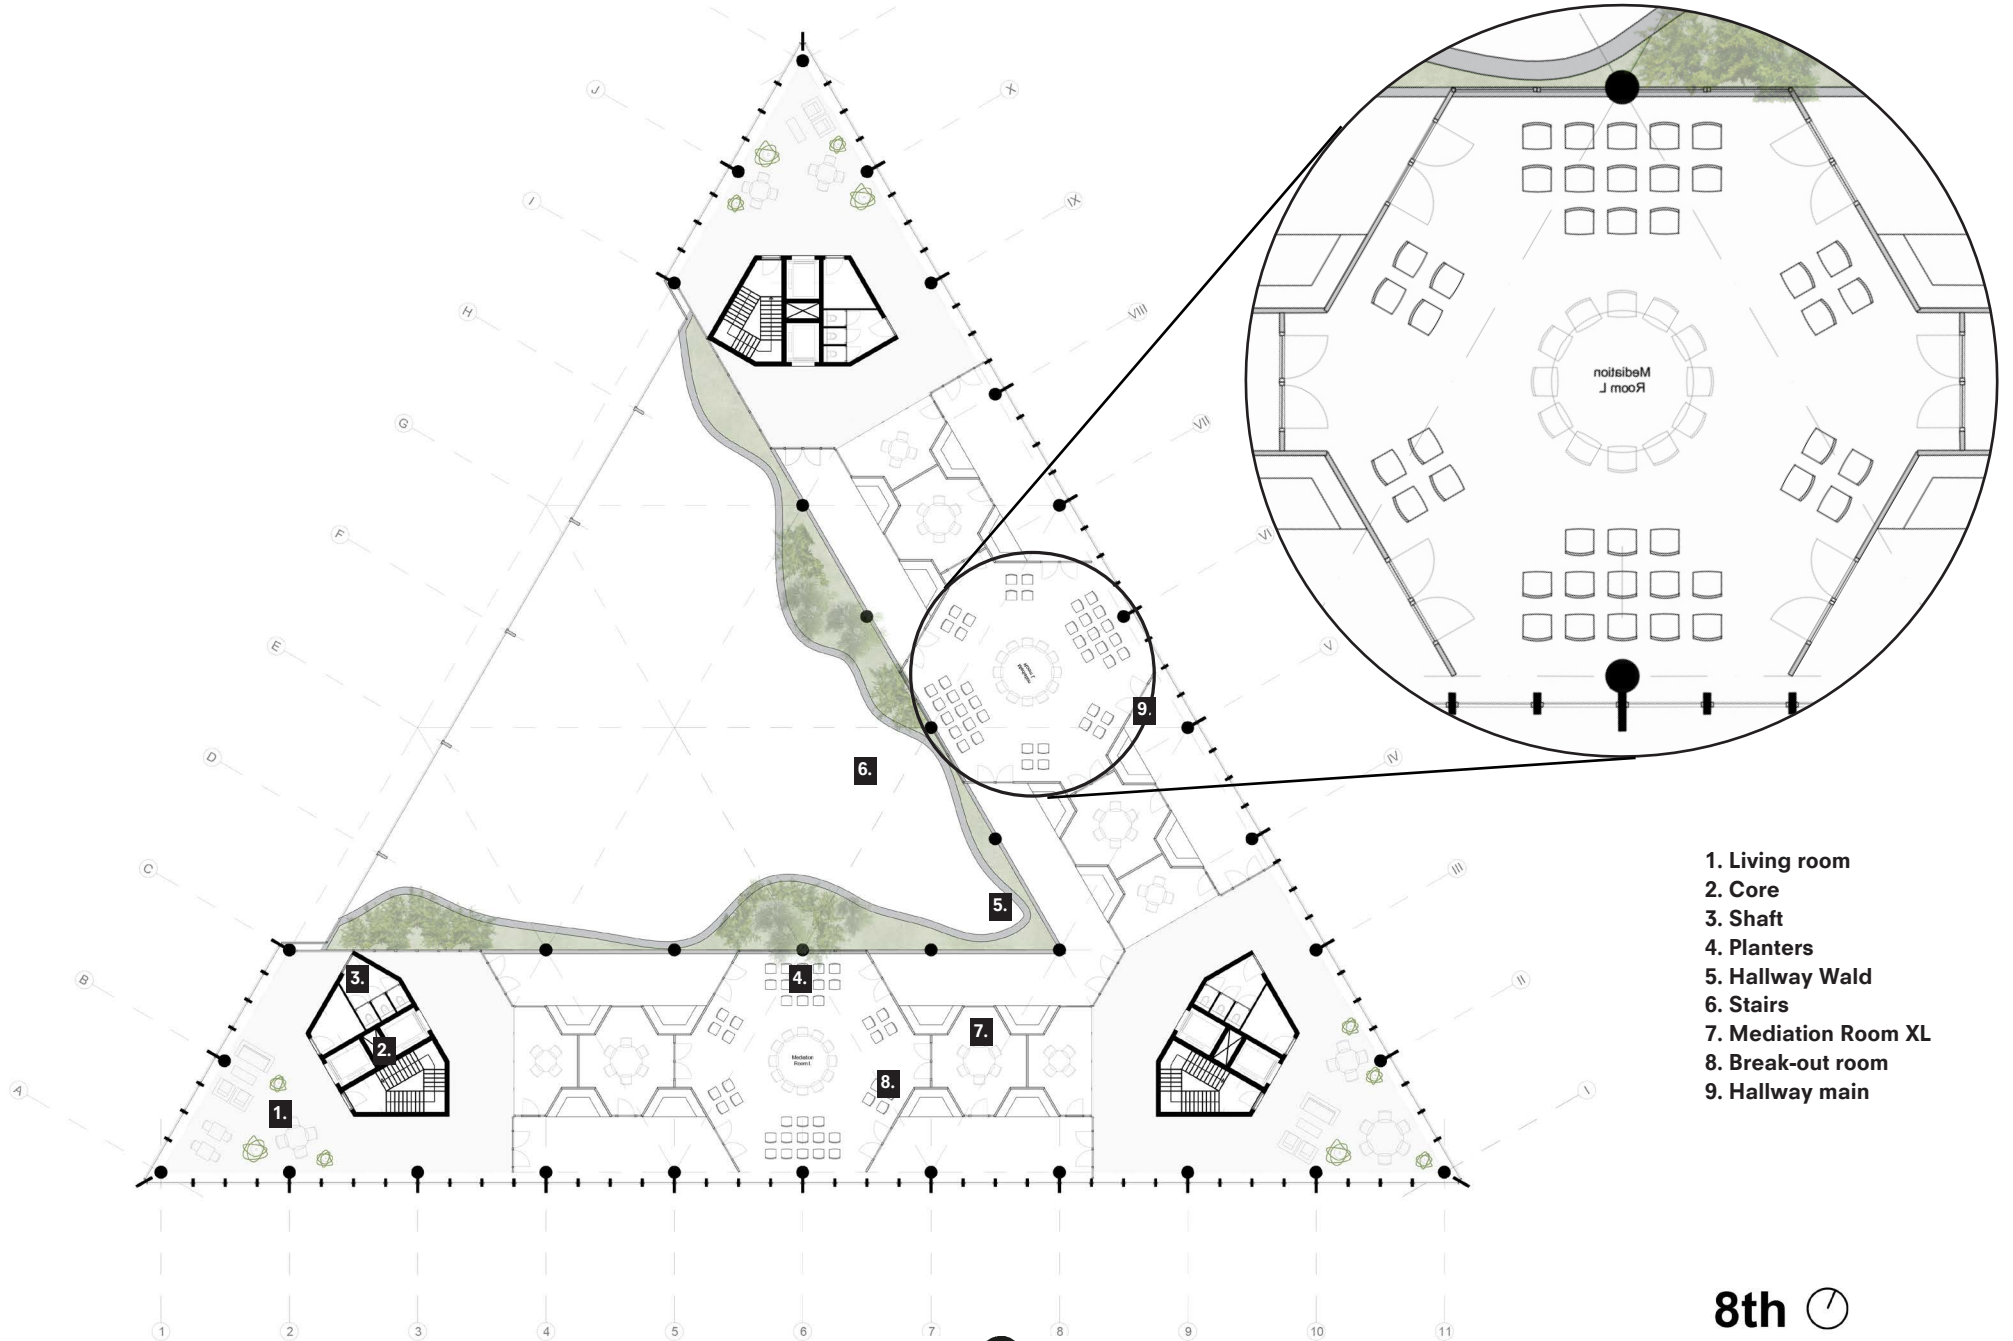 J
X
I
IX
H
VIII
G
VII
F
VI
E
V
D
IV
C
III
B
II
A
I
Mediation
Room L
Mediation
Room L
9.
6.
5.
4.
3.
7.
2.
8.
1.
1. Living room
2. Core
3. Shaft
4. Planters
5. Hallway Wald
6. Stairs
7. Mediation Room XL
8. Break-out room
9. Hallway main
8th
1
2
3
4
5
6
7
8
9
10
11